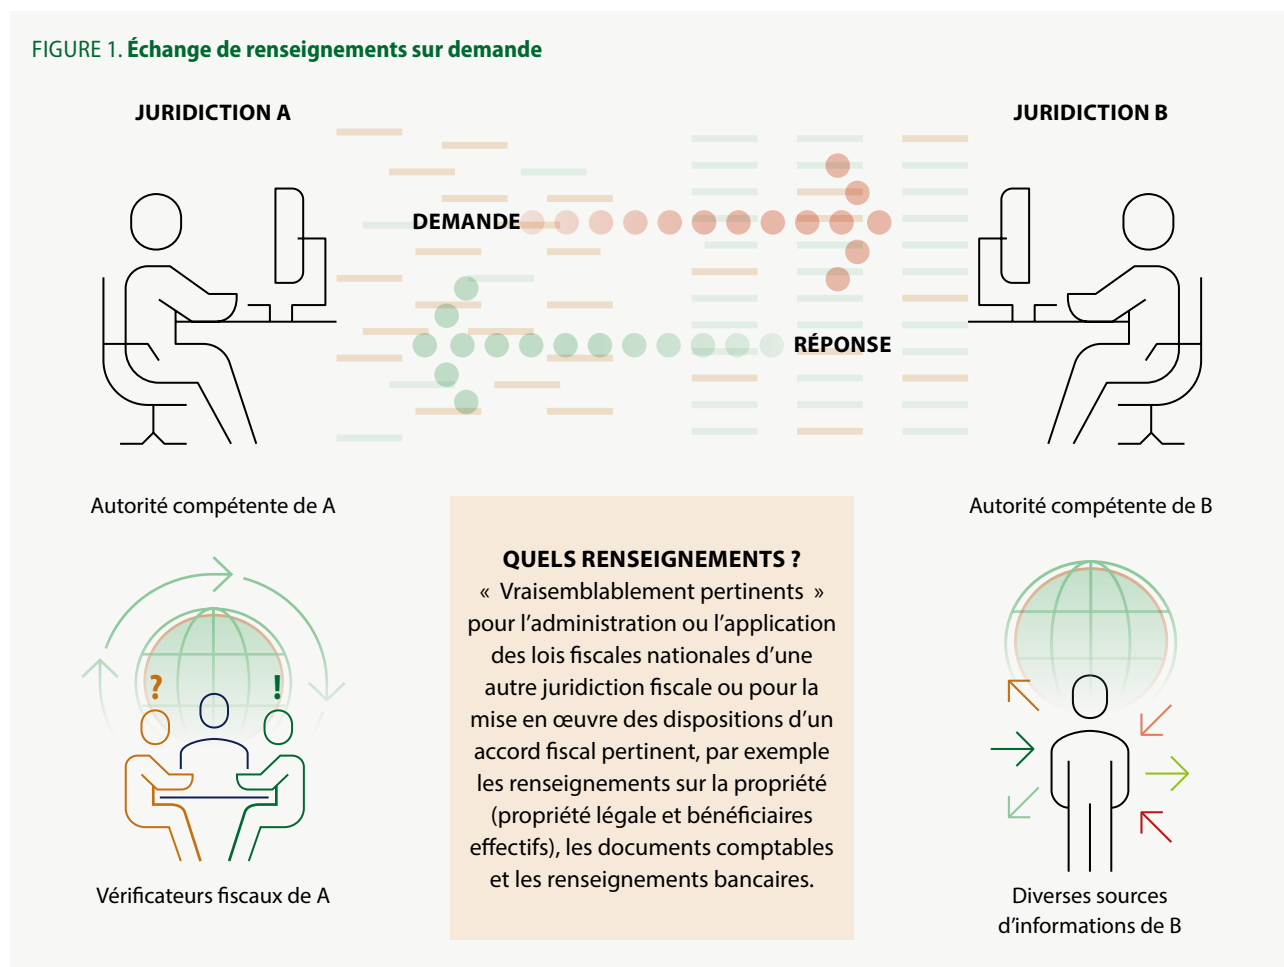 FIGURE 1. Échange de renseignements sur demande
JURIDICTION A
JURIDICTION B
DEMANDE
RÉPONSE
Autorité compétente de A
Autorité compétente de B
QUELS RENSEIGNEMENTS ?
« Vraisemblablement pertinents »
pour l'administration ou l'application
des lois fiscales nationales d'une
autre juridiction fiscale ou pour la
mise en œuvre des dispositions d'un
accord fiscal pertinent, par exemple
les renseignements sur la propriété
(propriété légale et bénéficiaires
effectifs), les documents comptables
et les renseignements bancaires.
?
!
Vérificateurs fiscaux de A
Diverses sources
d'informations de B